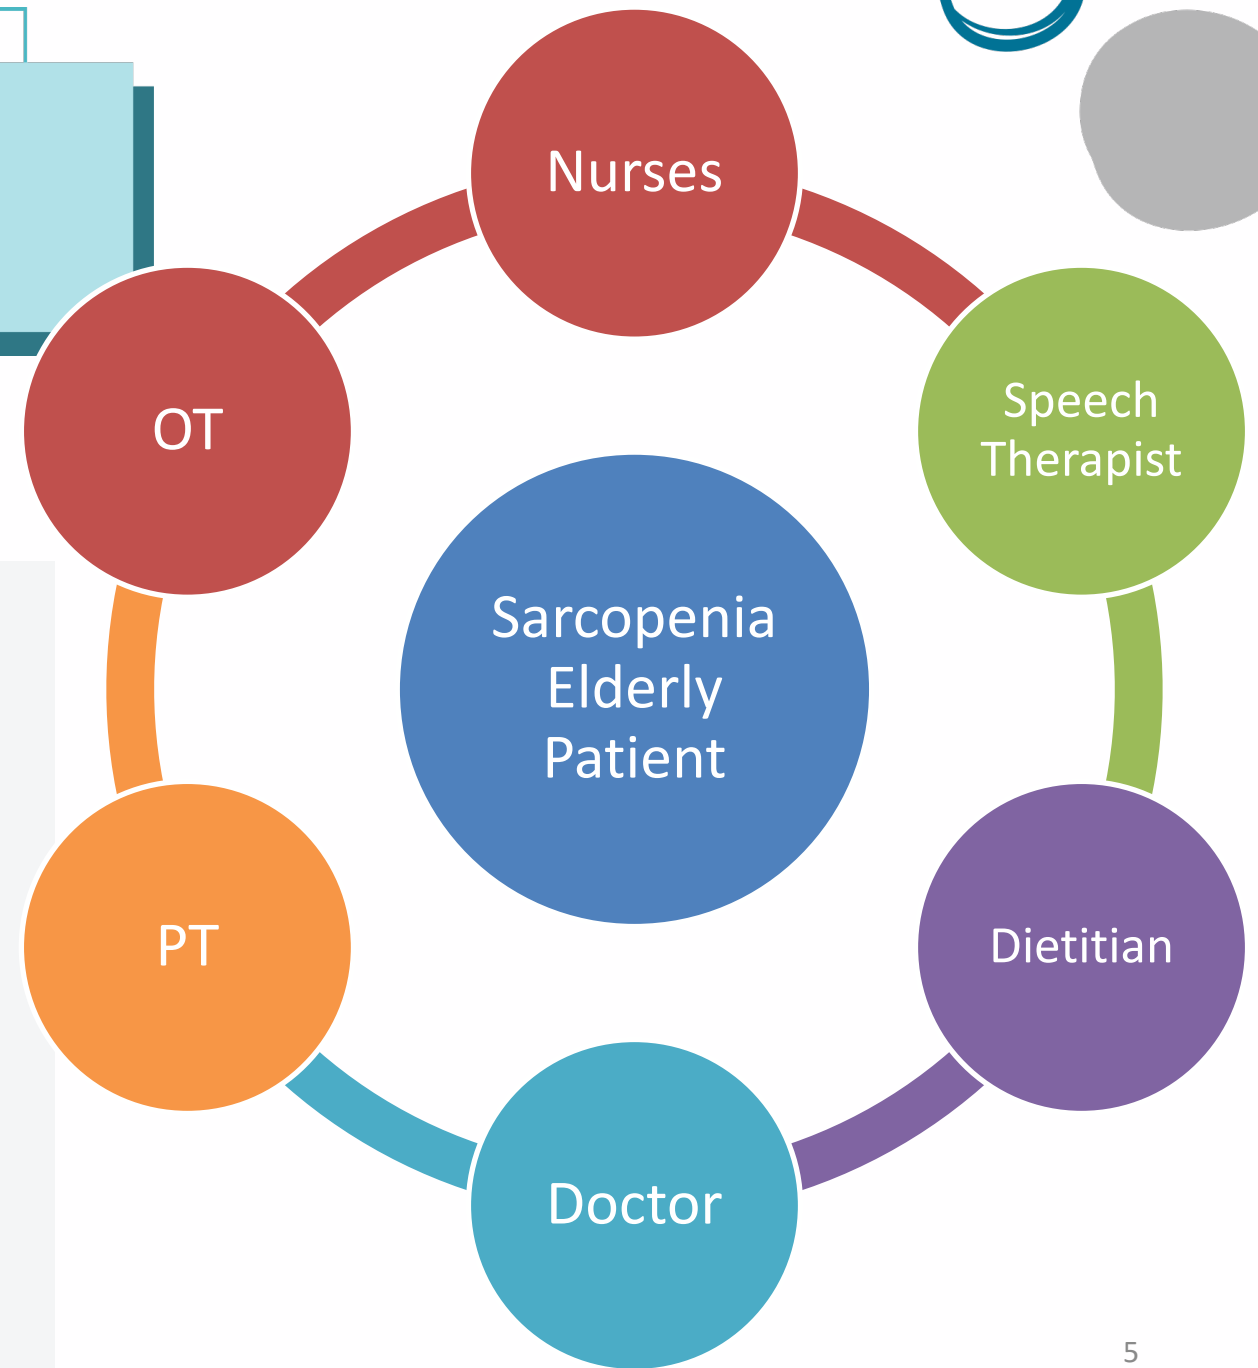 Nurses
Speech
Therapist
OT
Sarcopenia
Elderly
Patient
PT
Dietitian
Doctor
5